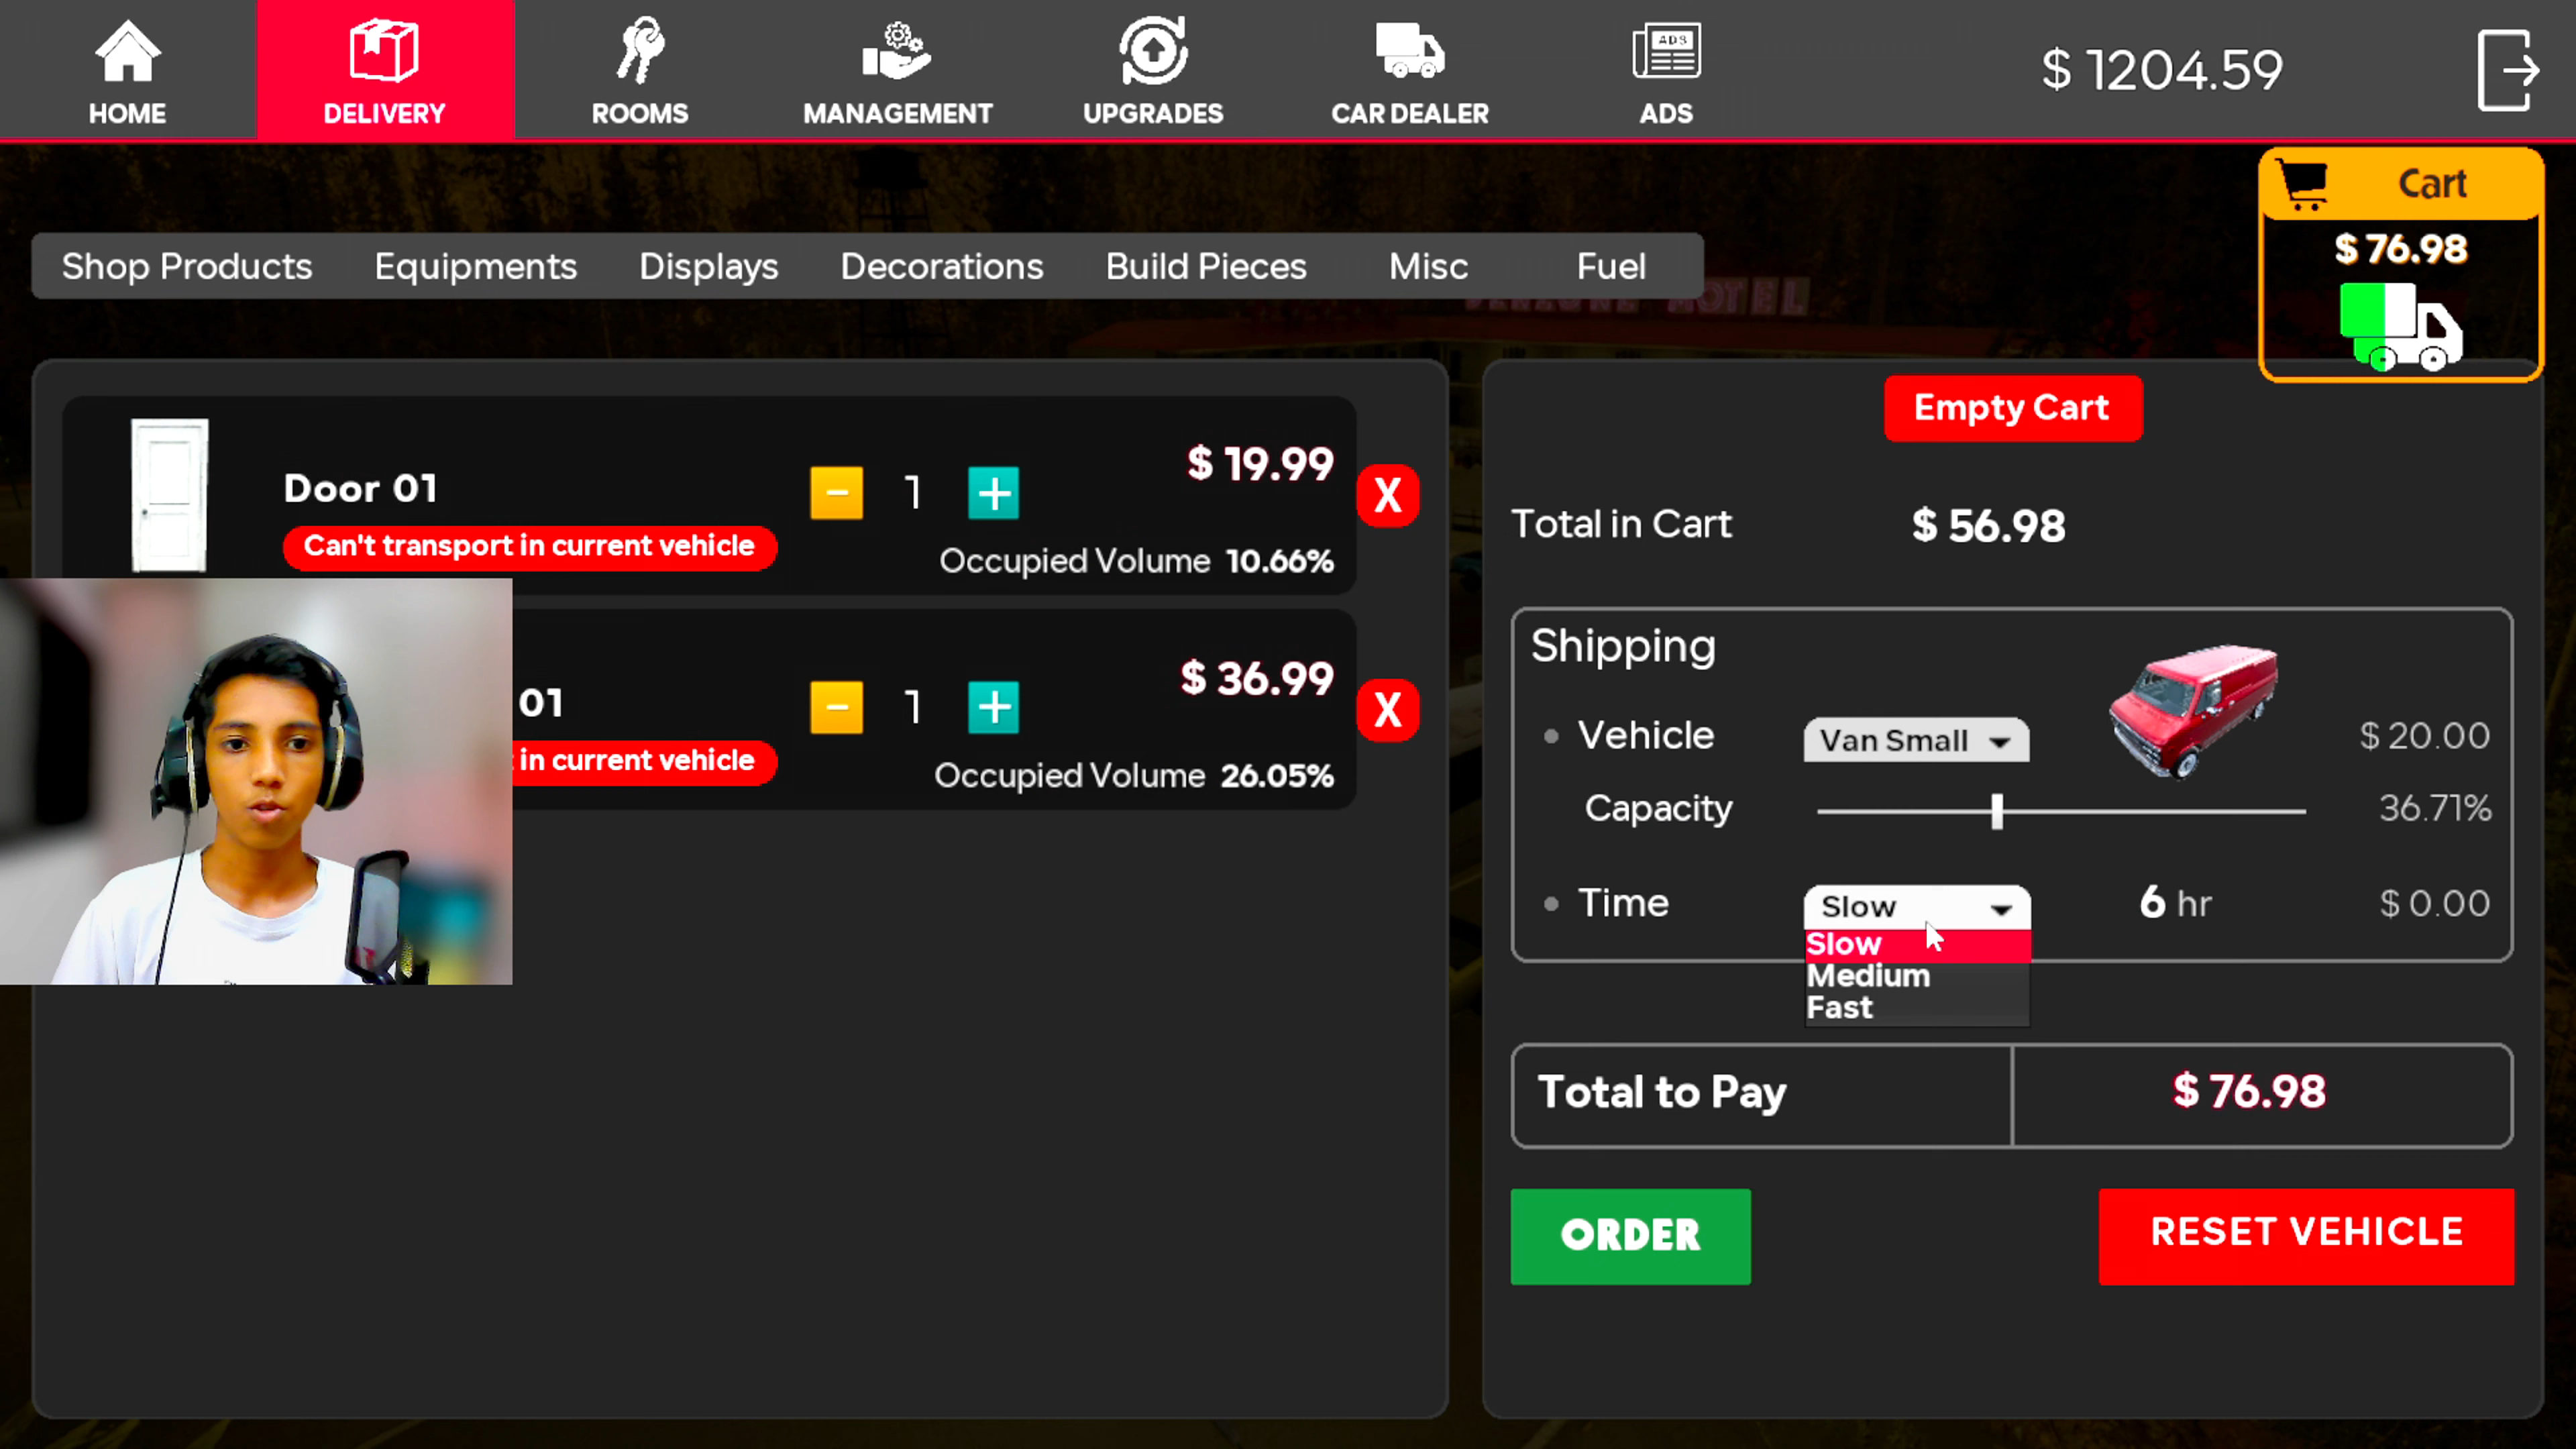 HOME
DELIVERY
ROOMS
MANAGEMENT
UPGRADES
CAR DEALER
ADS
ADS
$ 1204.59
Cart
$ 76.98
Shop Products
Equipments
Displays
Decorations
Build Pieces
Misc
Fuel
MOTEL
Door 01
Can't transport in current vehicle
1
$ 19.99
X
Occupied Volume 10.66%
01
in current vehicle
1
$ 36.99
X
Occupied Volume 26.05%
Empty Cart
Total in Cart
$ 56.98
Shipping
Vehicle
Van Small
$ 20.00
Capacity
36.71%
Time
Slow
6 hr
$ 0.00
Slow
Medium
Fast
Total to Pay
$ 76.98
ORDER
RESET VEHICLE